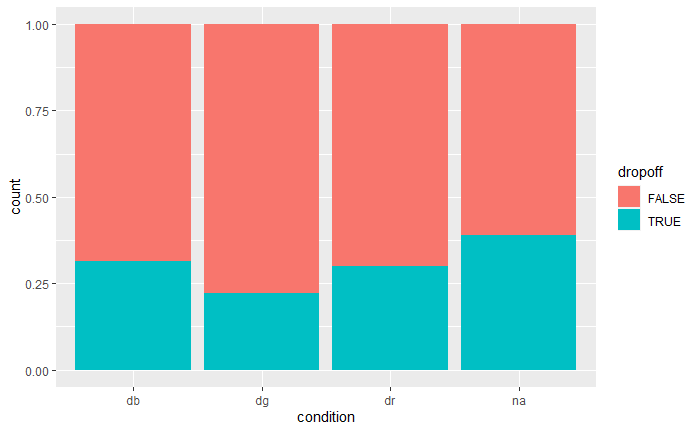 1.00
0.75
0.50
0.25
0.00
count
db dg dr na
condition
dropoff
FALSE
TRUE